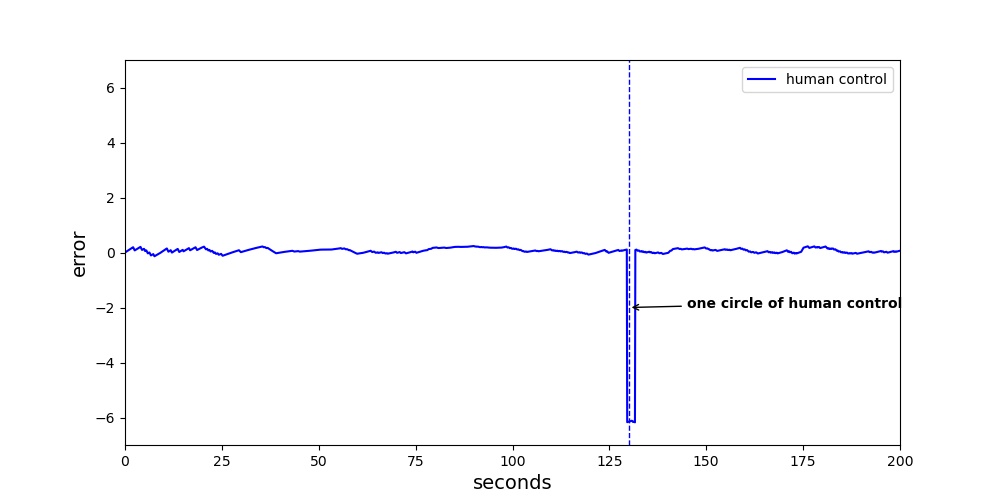 human control
6
4
2
0
−2
−4
−6
error
one circle of human control
0 25 50 75 100 125 150 175 200
seconds